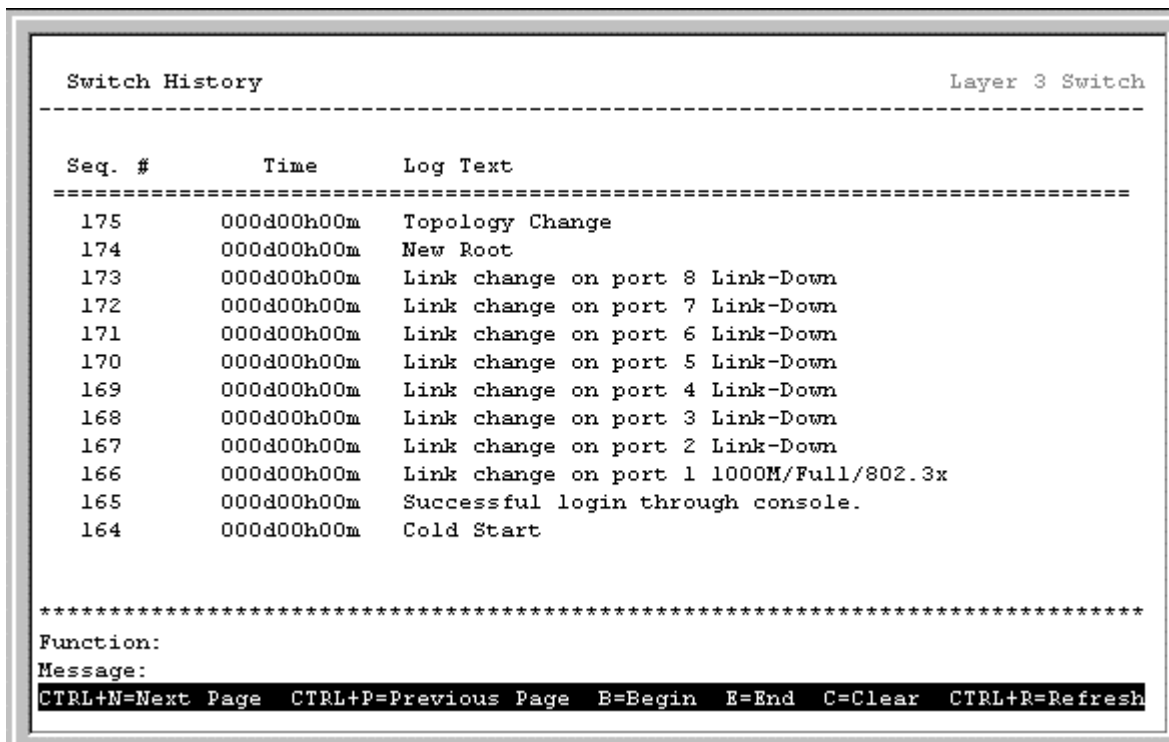 Switch History Layer 3 Switch
--------------------------------------------------------------------------------
Seq. # Time Log Text
================================================================================
175 000d00h00m Topology Change
174 000d00h00m New Root
173 000d00h00m Link change on port 8 Link-Down
172 000d00h00m Link change on port 7 Link-Down
171 000d00h00m Link change on port 6 Link-Down
170 000d00h00m Link change on port 5 Link-Down
169 000d00h00m Link change on port 4 Link-Down
168 000d00h00m Link change on port 3 Link-Down
167 000d00h00m Link change on port 2 Link-Down
166 000d00h00m Link change on port 1 1000M/Full/802.3x
165 000d00h00m Successful login through console.
164 000d00h00m Cold Start
********************************************************************************
Function:
Message:
CTRL+N=Next Page CTRL+P=Previous Page B=Begin E=End C=Clear CTRL+R=Refresh